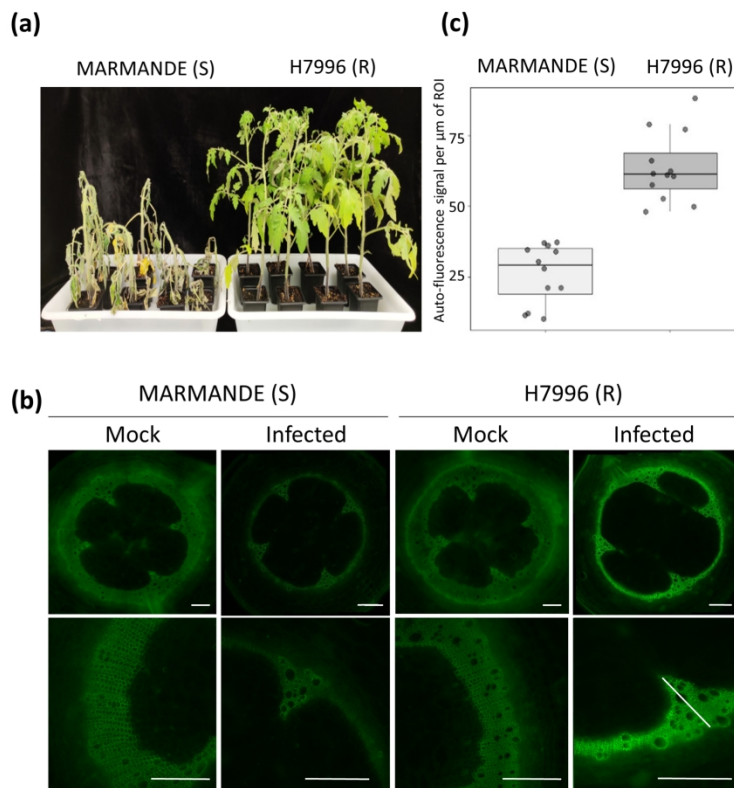 (a)
MARMANDE (S) H7996 (R)
(c)
MARMANDE (S) H7996 (R)
Auto-fluorescence signal per µm of ROI
75
50
25
(b)
MARMANDE (S) H7996 (R)
Mock Infected Mock Infected